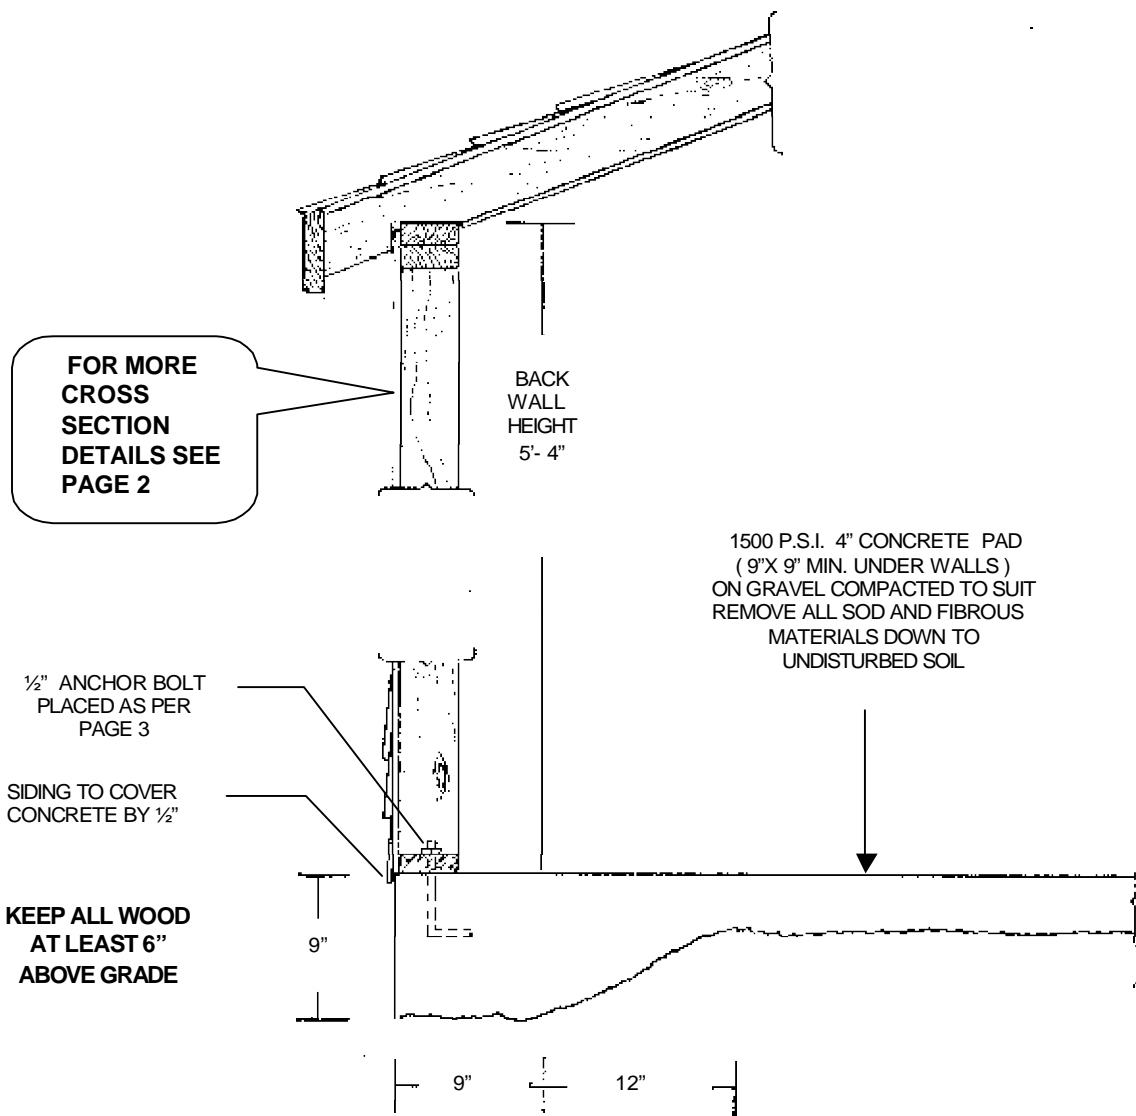 FOR MORE
CROSS
SECTION
DETAILS SEE
PAGE 2
BACK
WALL
HEIGHT
5’- 4”
1500 P.S.I. 4” CONCRETE PAD
( 9”X 9” MIN. UNDER WALLS )
ON GRAVEL COMPACTED TO SUIT
REMOVE ALL SOD AND FIBROUS
MATERIALS DOWN TO
UNDISTURBED SOIL
½” ANCHOR BOLT
PLACED AS PER
PAGE 3
SIDING TO COVER
CONCRETE BY ½”
KEEP ALL WOOD
AT LEAST 6”
ABOVE GRADE
9”
9”
12”